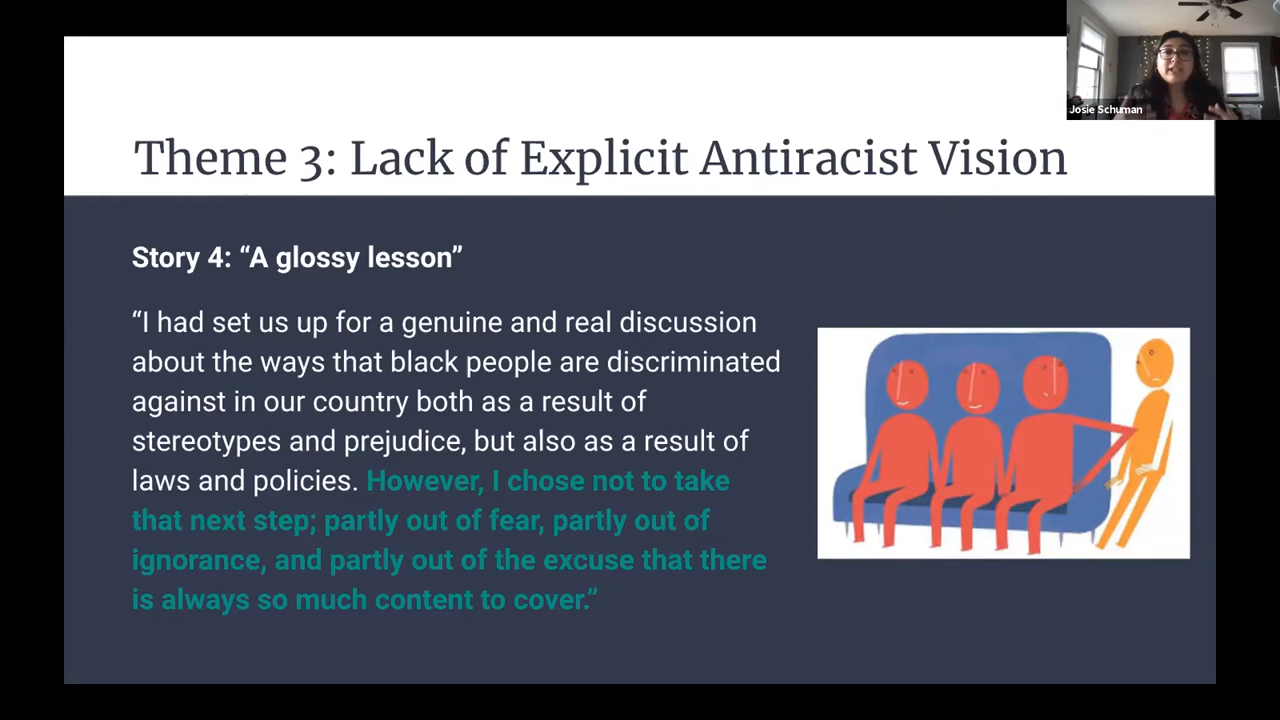 Josie Schuman
Theme 3: Lack of Explicit Antiracist Vision
Story 4: “A glossy lesson”
“I had set us up for a genuine and real discussion
about the ways that black people are discriminated
against in our country both as a result of
stereotypes and prejudice, but also as a result of
laws and policies. However, I chose not to take
that next step; partly out of fear, partly out of
ignorance, and partly out of the excuse that there
is always so much content to cover.”